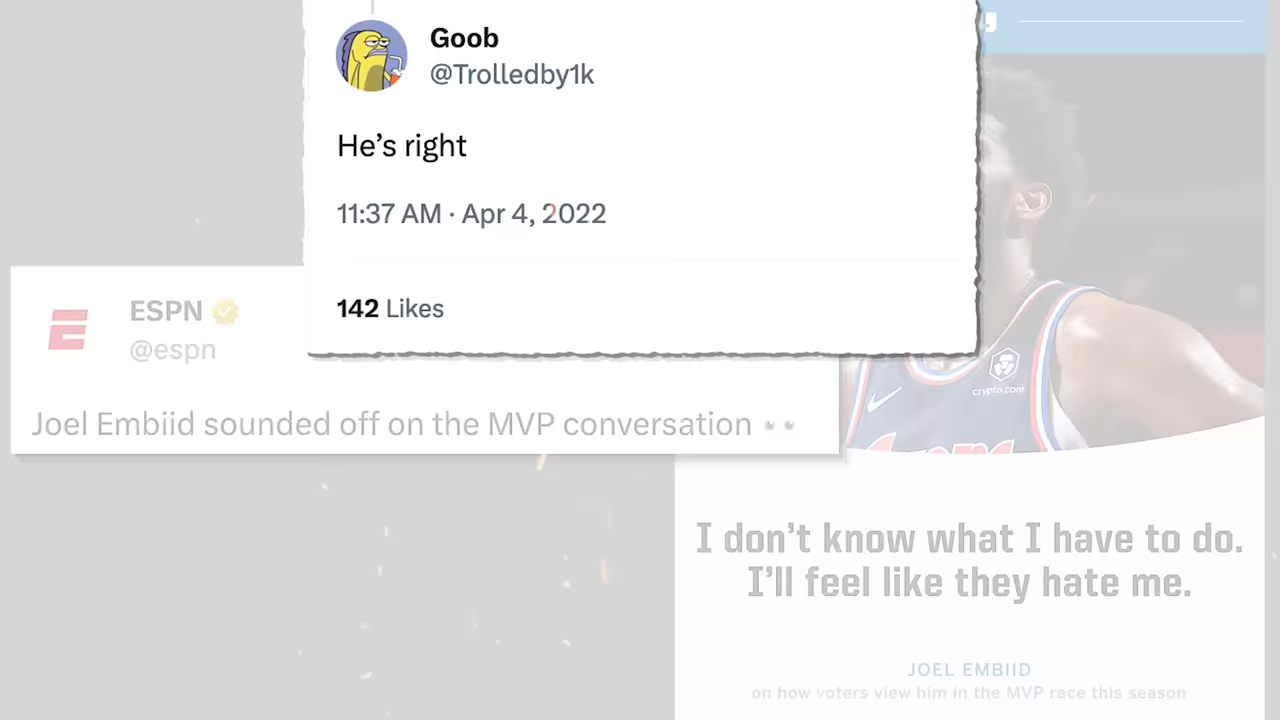 Goob
@Trolledby1k
He’s right
11:37 AM · Apr 4, 2022
142 Likes
ESPN
@espn
Joel Embiid sounded off on the MVP conversation 👀
crypto.com
I don’t know what I have to do.
I’ll feel like they hate me.
JOEL EMBIID
on how voters view him in the MVP race this season